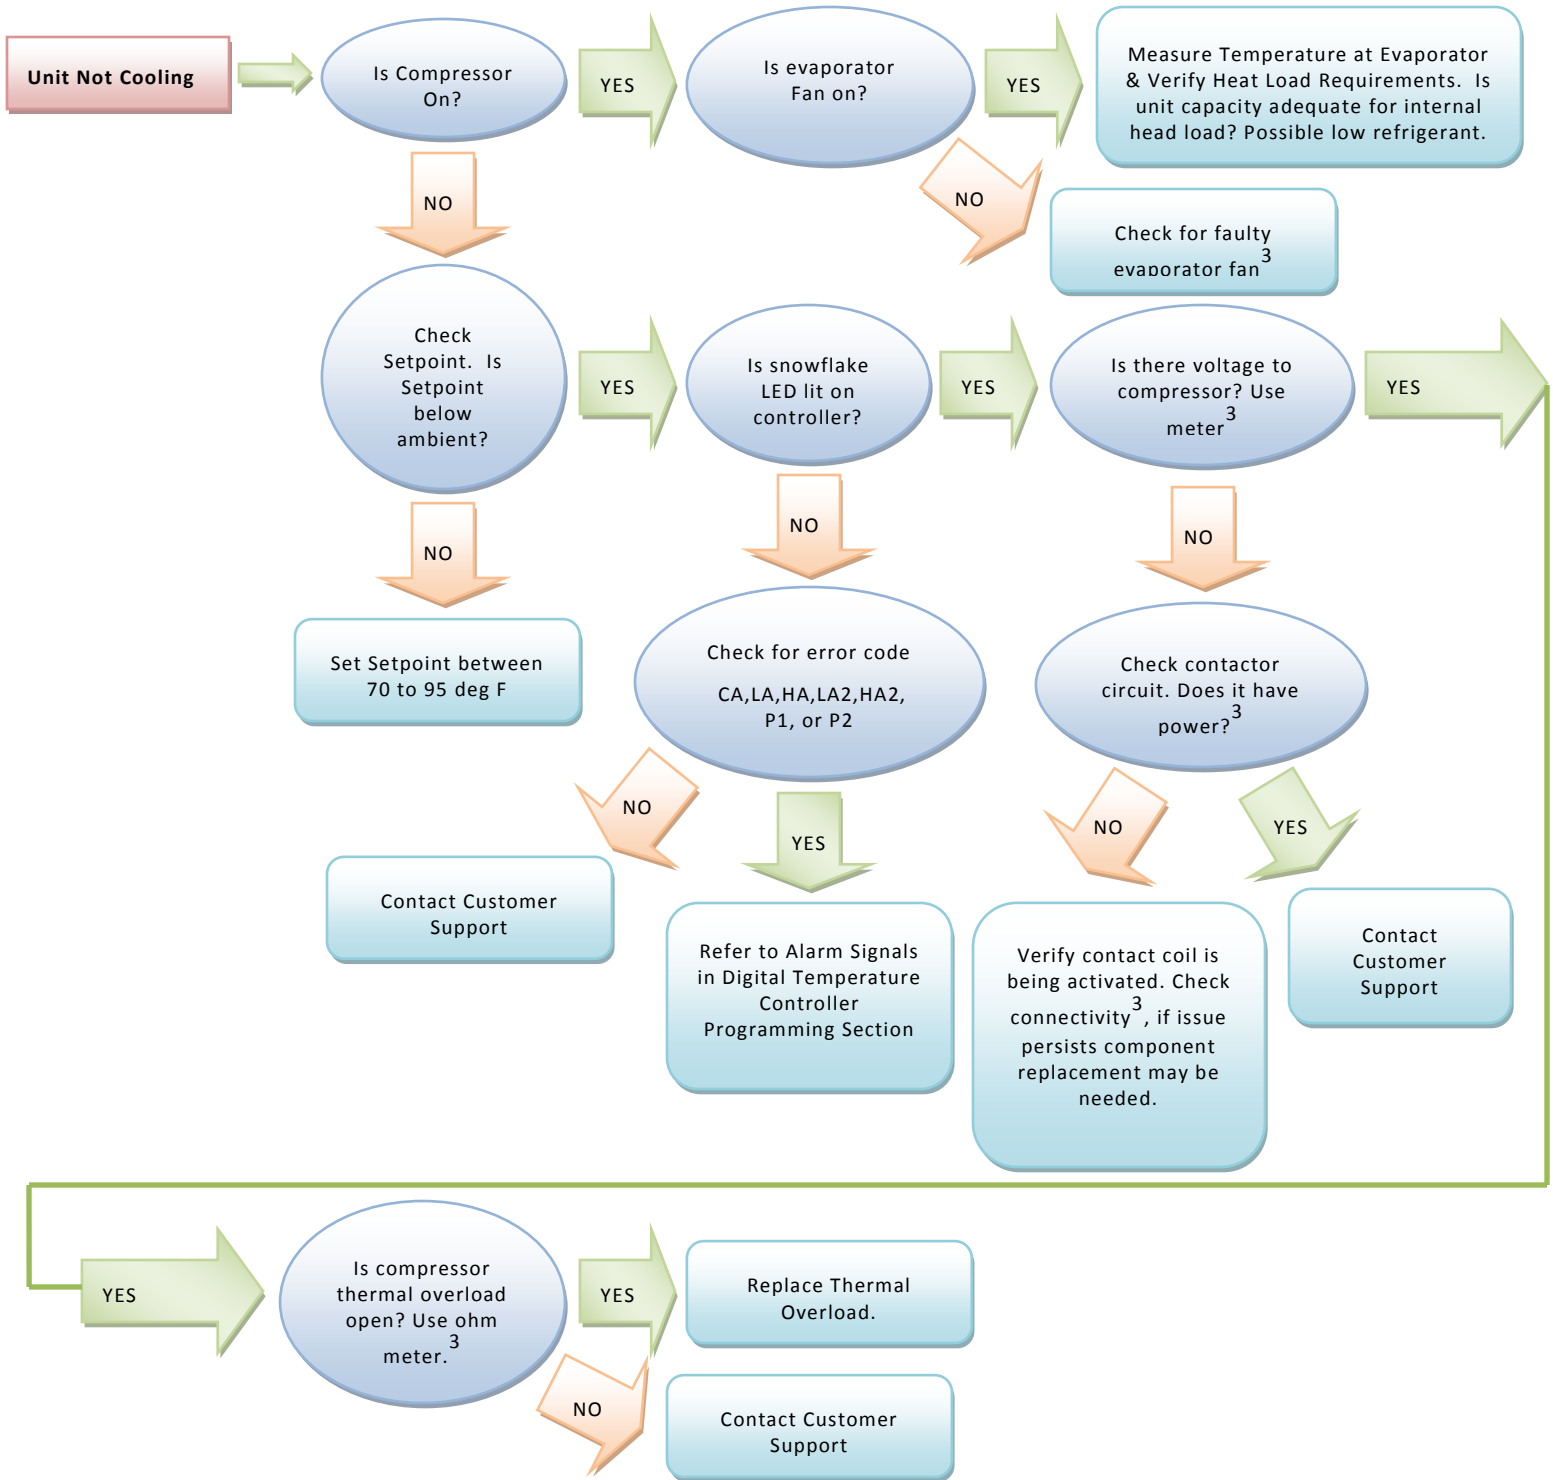 Unit Not Cooling
Is Compressor
On?
YES
Is evaporator
Fan on?
YES
Measure Temperature at Evaporator
& Verify Heat Load Requirements.  Is
unit capacity adequate for internal
head load? Possible low refrigerant.
NO
NO
Check for faulty
evaporator fan3
Check
Setpoint.  Is
Setpoint
below
ambient?
YES
Is snowflake
LED lit on
controller?
YES
Is there voltage to
compressor? Use
meter3
YES
NO
NO
NO
Set Setpoint between
70 to 95 deg F
Check for error code
CA,LA,HA,LA2,HA2,
P1, or P2
Check contactor
circuit. Does it have
power?3
NO
YES
NO
YES
Contact Customer
Support
Refer to Alarm Signals
in Digital Temperature
Controller
Programming Section
Verify contact coil is
being activated. Check
connectivity3, if issue
persists component
replacement may be
needed.
Contact
Customer
Support
YES
Is compressor
thermal overload
open? Use ohm
meter.3
YES
Replace Thermal
Overload.
NO
Contact Customer
Support